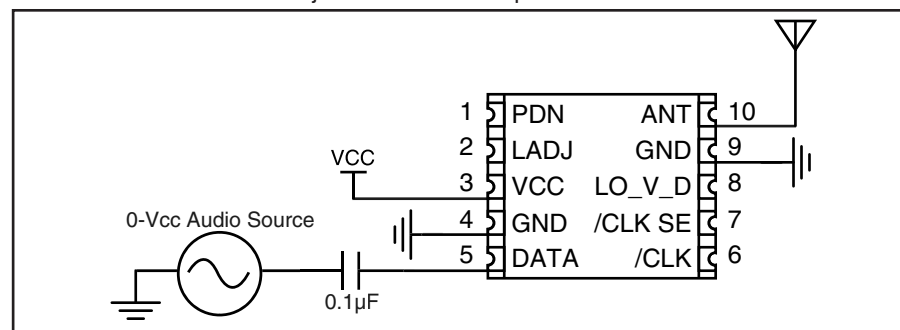 VCC
0-Vcc Audio Source
0.1µF
1 PDN ANT 10
2 LADJ GND 9
3 VCC LO_V_D 8
4 GND /CLK SE 7
5 DATA /CLK 6